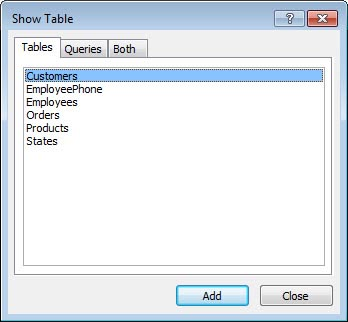 Show Table
?
Tables Queries Both
Customers
EmployeePhone
Employees
Orders
Products
States
Add Close